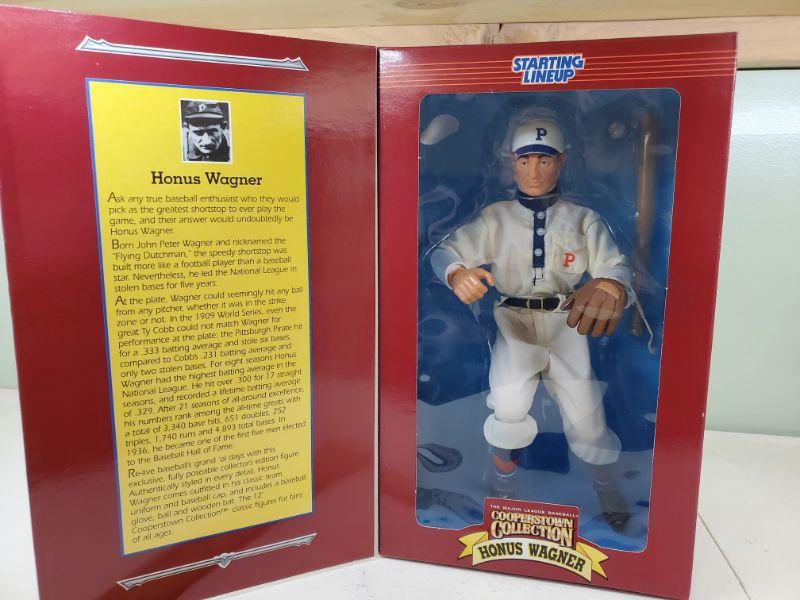 Honus Wagner
Ask any true baseball enthusiast who they would
pick as the greatest shortstop to ever play the
game, and their answer would undoubtedly be
Honus Wagner.
Born John Peter Wagner and nicknamed the
"Flying Dutchman," the speedy shortstop was
built more like a football player than a baseball
star. Nevertheless, he led the National League in
stolen bases for five years.
At the plate, Wagner could seemingly hit any ball
from any pitcher, whether it was in the strike
zone or not. In the 1909 World Series, even the
great Ty Cobb could not match Wagner for
performance at the plate: the Pittsburgh Pirate hit
for a .333 batting average and stole six bases,
compared to Cobb's .231 batting average and
only two stolen bases. For eight seasons Honus
Wagner had the highest batting average in the
National League. He hit over .300 for 17 straight
seasons, and recorded a lifetime batting average
of .329. After 21 seasons of all-around excellence,
his numbers rank among the all-time greats with
a total of 3,340 base hits, 651 doubles, 252
triples, 1,740 runs and 4,893 total bases. In
1936, he became one of the first five men elected
to the Baseball Hall of Fame.
Re-live baseball's grand 'ol days with this
exclusive, fully poseable collectors edition figure.
Authentically styled in every detail, Honus
Wagner comes outfitted in his classic team
uniform and baseball cap, and includes a baseball
glove, ball and wooden bat. The 12"
Cooperstown Collection™, classic figures for fans
of all ages.
STARTING
LINEUP
P
P
THE MAJOR LEAGUE BASEBALL
COOPERSTOWN
COLLECTION
HONUS WAGNER